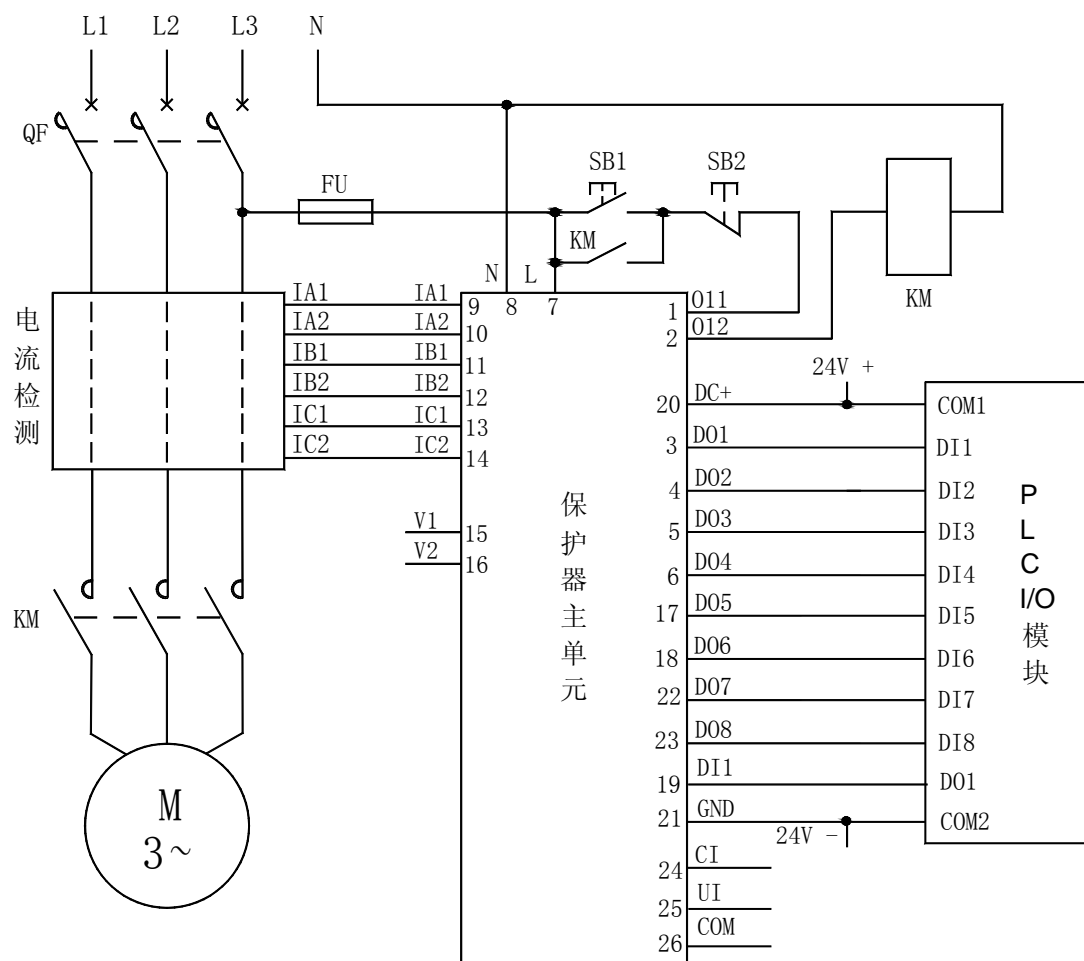 L1 L2 L3 N
QF
FU
SB1
SB2
KM
KM
N L
8 7
电流检测
IA1 IA1 9
IA2 IA2 10
IB1 IB1 11
IB2 IB2 12
IC1 IC1 13
IC2 IC2 14
V1 15
V2 16
保护器主单元
1 O11
2 O12
24V +
20 DC+ COM1
3 DO1 DI1
4 DO2 DI2
5 DO3 DI3
6 DO4 DI4
17 DO5 DI5
18 DO6 DI6
22 DO7 DI7
23 DO8 DI8
19 DI1 DO1
21 GND COM2
24V -
24 CI
25 UI
26 COM
PLC
I/O
模块
KM
M
3~